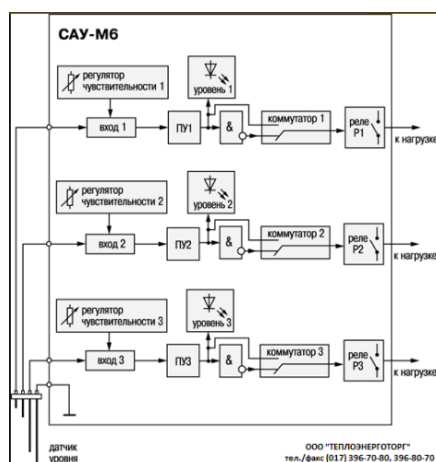 САУ-М6
регулятор
чувствительности 1
уровень 1
вход 1
ПУ1
&
коммутатор 1
реле
Р1
к нагрузке
регулятор
чувствительности 2
уровень 2
вход 2
ПУ2
&
коммутатор 2
реле
Р2
к нагрузке
регулятор
чувствительности 3
уровень 3
вход 3
ПУ3
&
коммутатор 3
реле
Р3
к нагрузке
датчик
уровня
ООО "ТЕПЛОЭНЕРГОТОРГ"
тел./факс (017) 396-70-80, 396-80-70